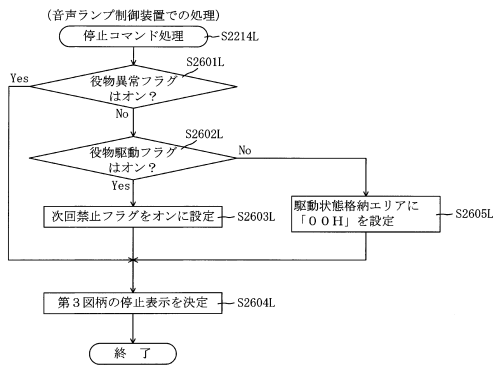 (音声ランプ制御装置での処理)
停止コマンド処理
S2214L
S2601L
Yes
役物異常フラグ
はオン？
No
S2602L
役物駆動フラグ
はオン？
No
Yes
次回禁止フラグをオンに設定
S2603L
駆動状態格納エリアに
「００Ｈ」を設定
S2605L
第３図柄の停止表示を決定
S2604L
終 了